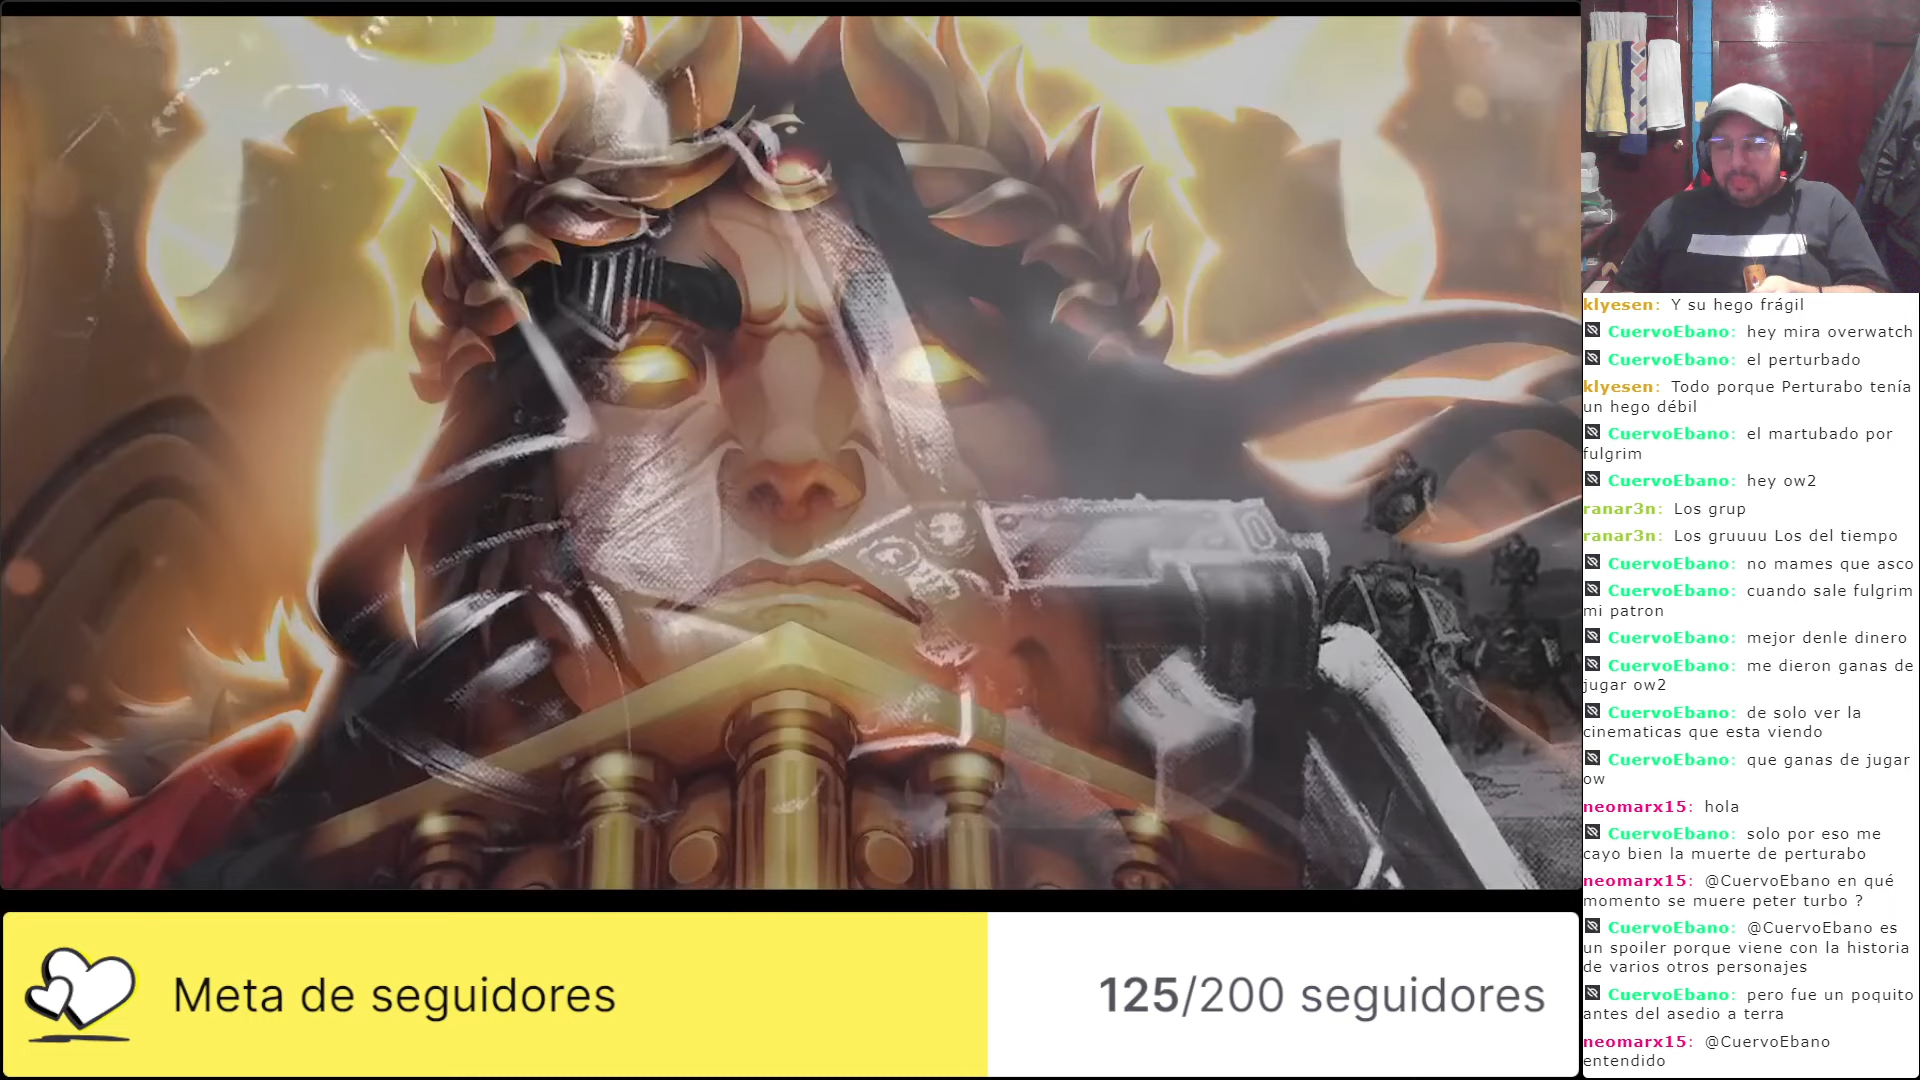 klyesen: Y su hego frágil
CuervoEbano: hey mira overwatch
CuervoEbano: el perturbado
klyesen: Todo porque Perturabo tenía
un hego débil
CuervoEbano: el martubado por
fulgrim
CuervoEbano: hey ow2
ranar3n: Los grup
ranar3n: Los gruuuu Los del tiempo
CuervoEbano: no mames que asco
CuervoEbano: cuando sale fulgrim
mi patron
CuervoEbano: mejor denle dinero
CuervoEbano: me dieron ganas de
jugar ow2
CuervoEbano: de solo ver la
cinematicas que esta viendo
CuervoEbano: que ganas de jugar
ow
neomarx15: hola
CuervoEbano: solo por eso me
cayo bien la muerte de perturabo
neomarx15: @CuervoEbano en qué
momento se muere peter turbo ?
CuervoEbano: @CuervoEbano es
un spoiler porque viene con la historia
de varios otros personajes
CuervoEbano: pero fue un poquito
antes del asedio a terra
neomarx15: @CuervoEbano
entendido
Meta de seguidores
125/200 seguidores